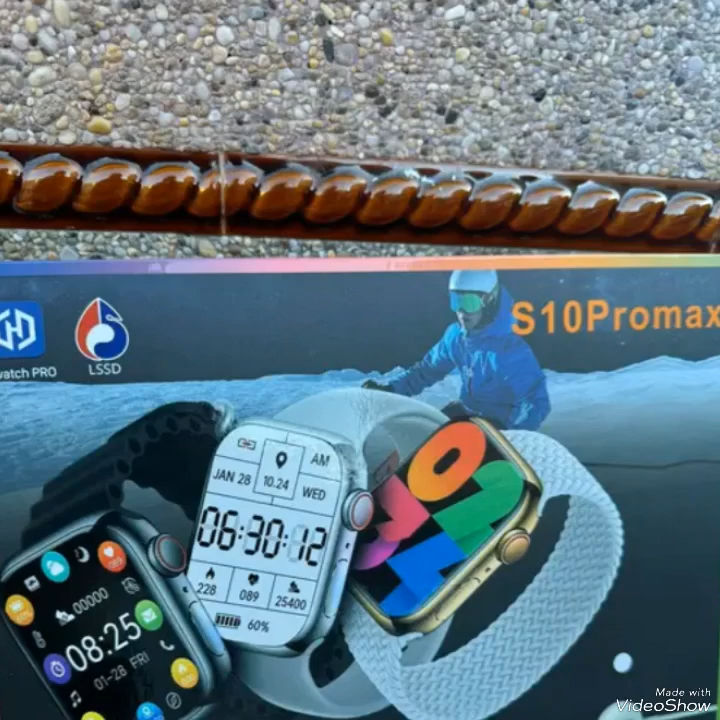 S10Promax
watch PRO
LSSD
AM
JAN 28
10.24
WED
06:30:12
228
089
25400
60%
00000
08:25
01-28 FRI
Made with
VideoShow